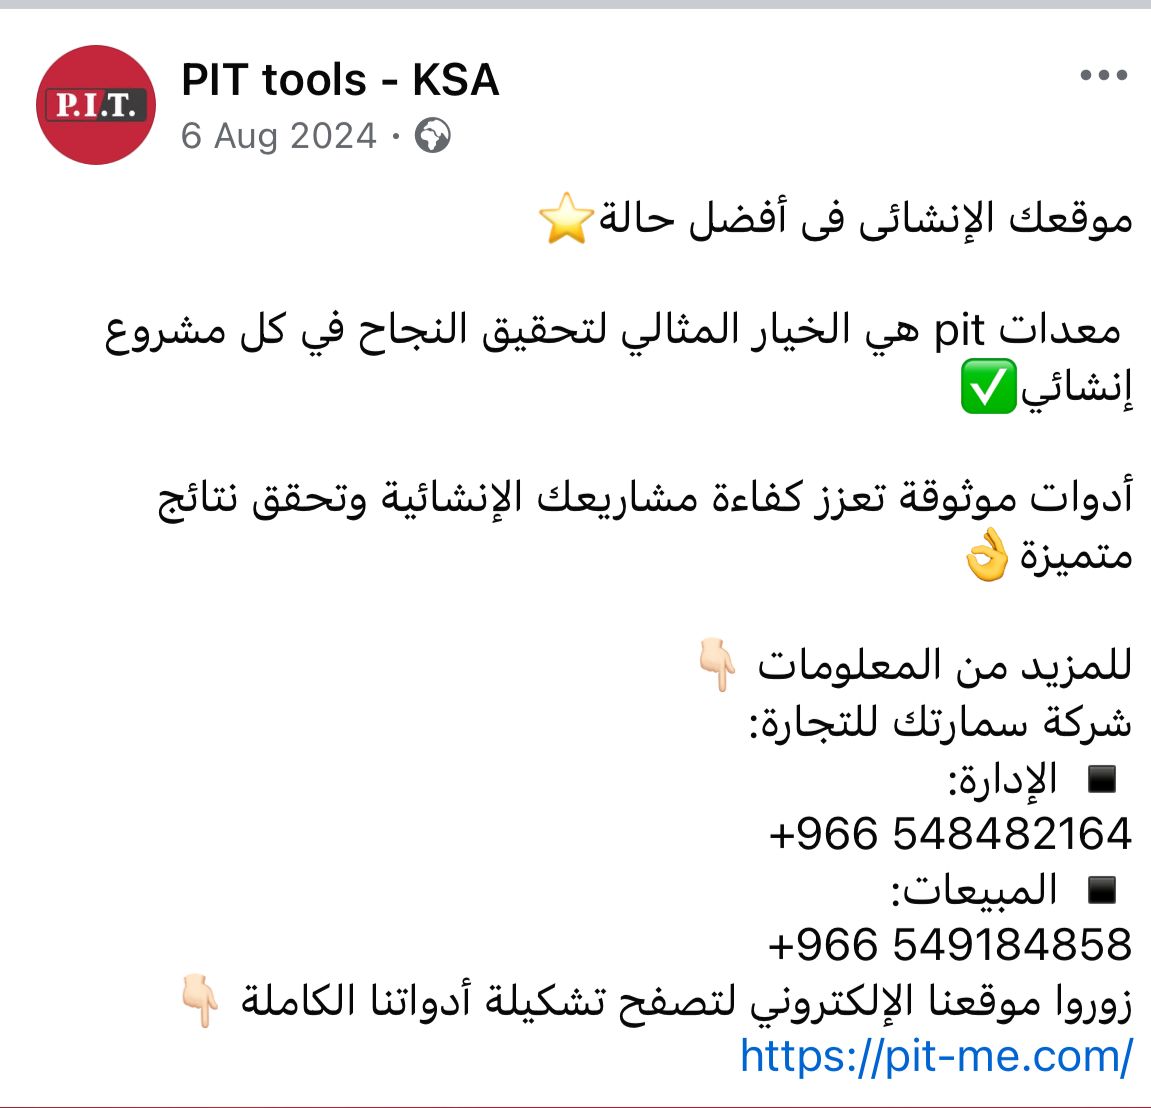 PIT tools - KSA
P.I.T.
6 Aug 2024 ·
موقعك الإنشائى فى أفضل حالة⭐
معدات pit هي الخيار المثالي لتحقيق النجاح في كل مشروع
إنشائي✅
أدوات موثوقة تعزز كفاءة مشاريعك الإنشائية وتحقق نتائج
متميزة👌
للمزيد من المعلومات 👇🏻
شركة سمارتك للتجارة:
▪️ الإدارة:
+966 548482164
▪️ المبيعات:
+966 549184858
زوروا موقعنا الإلكتروني لتصفح تشكيلة أدواتنا الكاملة 👇🏻
https://pit-me.com/